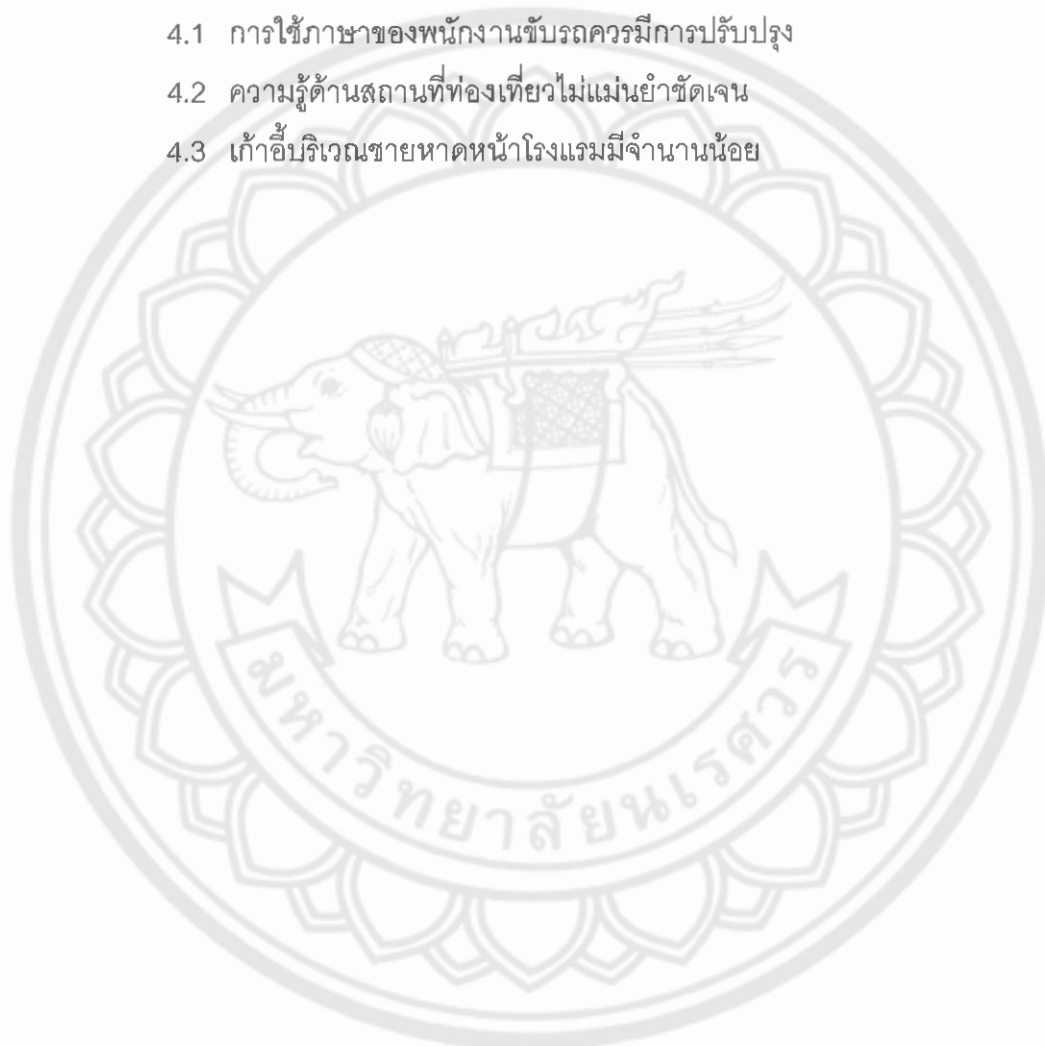 4.1 การใช้ภาษาของพนักงานขับรถควรมีการปรับปรุง
4.2 ความรู้ด้านสถานที่ท่องเที่ยวไม่แม่นยำชัดเจน
4.3 เก้าอี้บริเวณชายหาดหน้าโรงแรมมีจำนวนน้อย
มหาวิทยาลัยนเรศวร